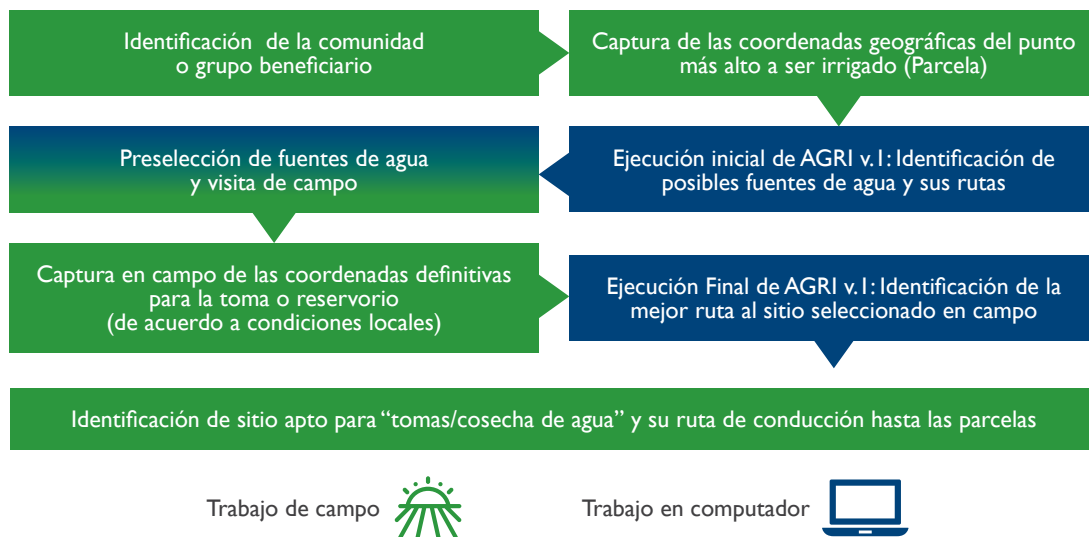 Identificación de la comunidad
o grupo beneficiario
Captura de las coordenadas geográficas del punto
más alto a ser irrigado (Parcela)
Ejecución inicial de AGRI v.1: Identificación de
posibles fuentes de agua y sus rutas
Preselección de fuentes de agua
y visita de campo
Captura en campo de las coordenadas definitivas
para la toma o reservorio
(de acuerdo a condiciones locales)
Ejecución Final de AGRI v.1: Identificación de la
mejor ruta al sitio seleccionado en campo
Identificación de sitio apto para “tomas/cosecha de agua” y su ruta de conducción hasta las parcelas
Trabajo de campo
Trabajo en computador